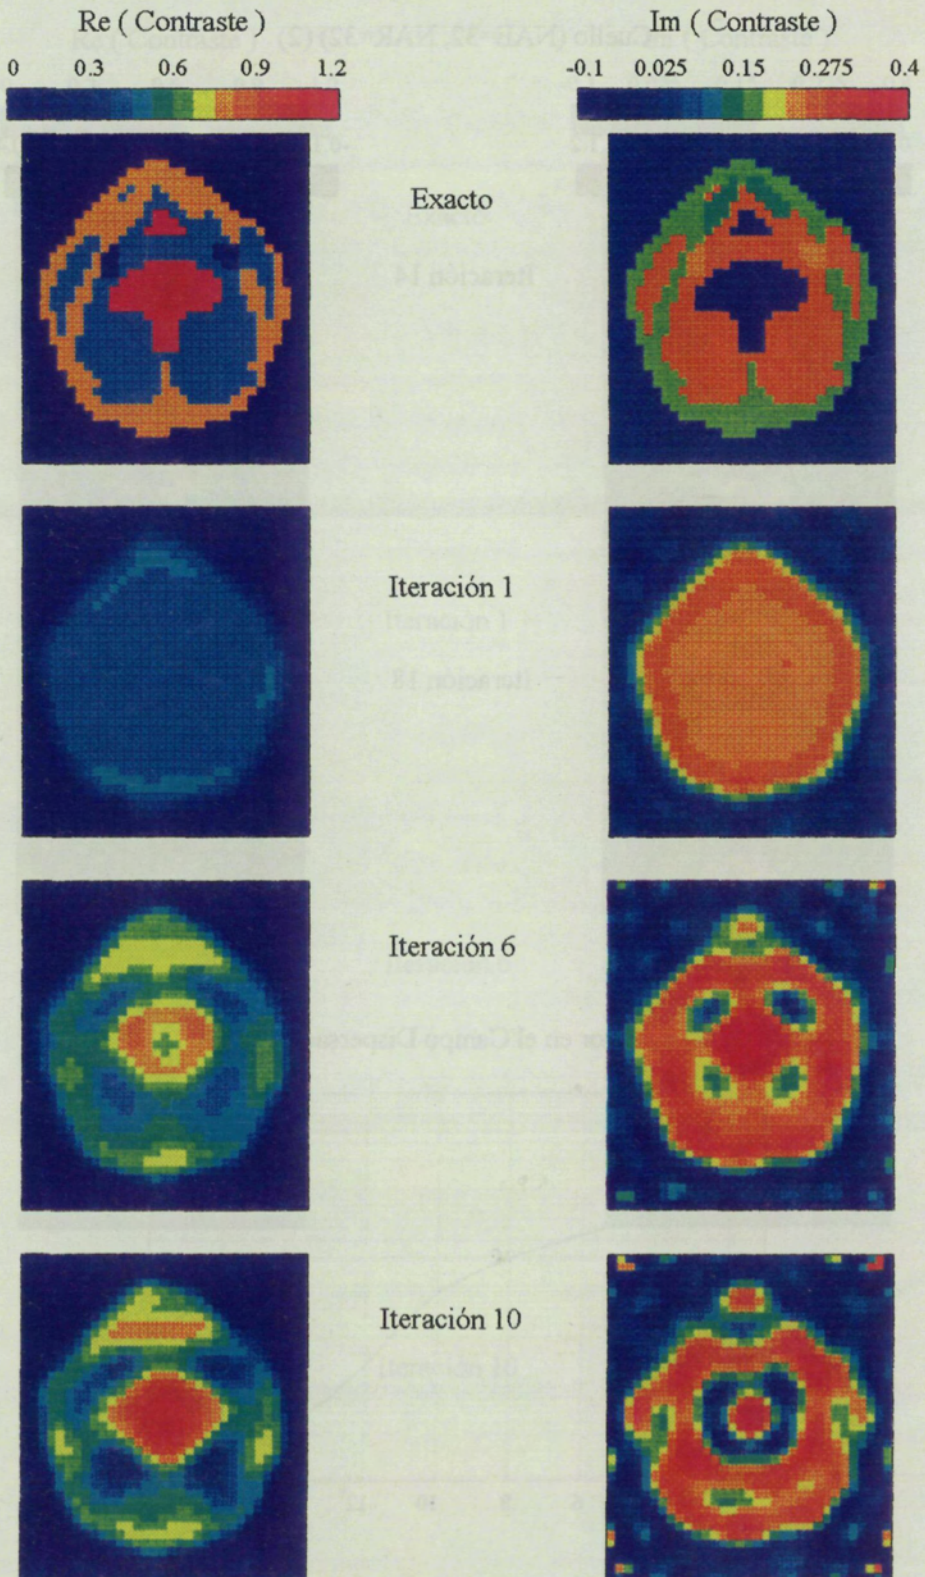 Re ( Contraste ) Im ( Contraste )
0 0.3 0.6 0.9 1.2 -0.1 0.025 0.15 0.275 0.4
Exacto
Iteración 1
Iteración 6
Iteración 10